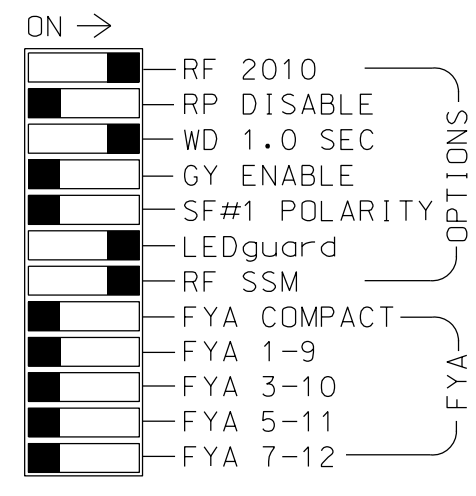 ON →
RF 2010
RP DISABLE
WD 1.0 SEC
GY ENABLE
SF#1 POLARITY
LEDguard
RF SSM
OPTIONS
FYA COMPACT
FYA 1-9
FYA 3-10
FYA 5-11
FYA 7-12
FYA